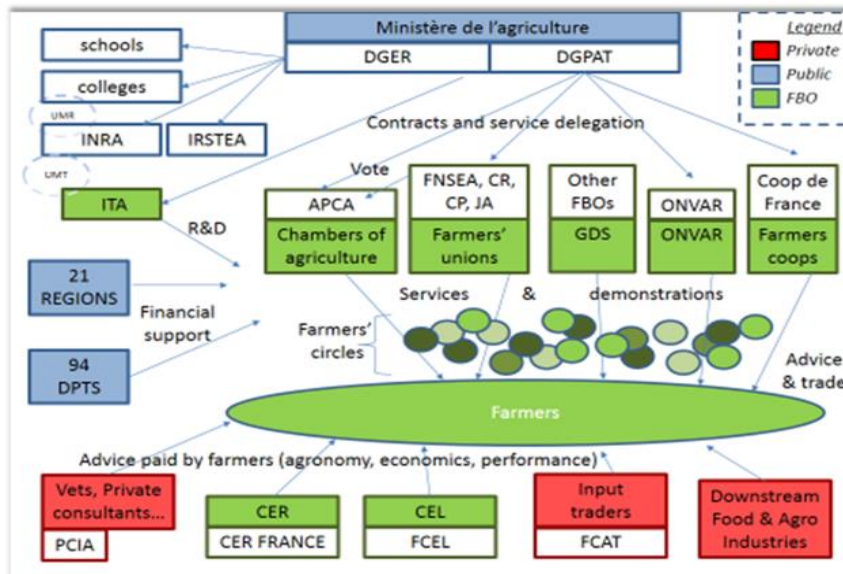 Ministère de l'agriculture
DGER
DGPAT
Legend
Private
Public
FBO
schools
colleges
UMR
INRA
IRSTEA
UMT
ITA
Contracts and service delegation
Vote
R&D
APCA
Chambers of
agriculture
FNSEA, CR,
CP, JA
Farmers'
unions
Other
FBOs
GDS
ONVAR
ONVAR
Coop de
France
Farmers
coops
21
REGIONS
Financial
support
94
DPTS
Services & demonstrations
Farmers'
circles
Advice
& trade
Farmers
Advice paid by farmers (agronomy, economics, performance)
Vets, Private
consultants...
PCIA
CER
CER FRANCE
CEL
FCEL
Input
traders
FCAT
Downstream
Food & Agro
Industries